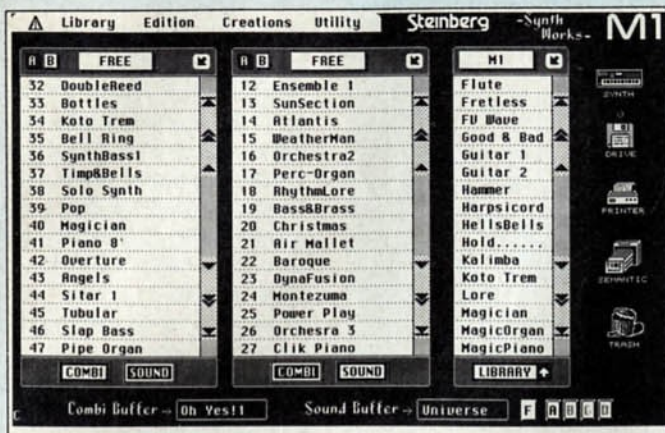 Library Edition Creations Utility Steinberg -Synth Works- M1
A B FREE
32 DoubleReed
33 Bottles
34 Koto Trem
35 Bell Ring
36 SynthBass1
37 Timp&Bells
38 Solo Synth
39 Pop
40 Magician
41 Piano 8'
42 Overture
43 Angels
44 Sitar 1
45 Tubular
46 Slap Bass
47 Pipe Organ
COMBI SOUND
A B FREE
12 Ensemble 1
13 SunSection
14 Atlantis
15 WeatherMan
16 Orchestra2
17 Perc-Organ
18 RhythmLore
19 Bass&Brass
20 Christmas
21 Air Mallet
22 Baroque
23 DynaFusion
24 Montezuma
25 Power Play
26 Orchesra 3
27 Clik Piano
COMBI SOUND
M1
Flute
Fretless
FV Wave
Good & Bad
Guitar 1
Guitar 2
Hammer
Harpsicord
HellsBells
Hold......
Kalimba
Koto Trem
Lore
Magician
MagicOrgan
MagicPiano
LIBRARY
SYNTH
DRIVE
PRINTER
SEMANTIC
TRASH
Combi Buffer→ Oh Yes!1 Sound Buffer→ Universe F A B C D